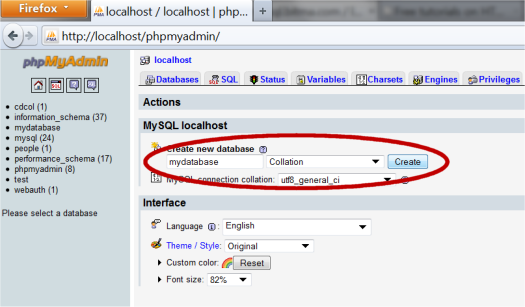 Firefox
localhost / localhost | php...
+
http://localhost/phpmyadmin/
phpMyAdmin
localhost
Databases SQL Status Variables Charsets Engines Privileges
cdcol (1)
information_schema (37)
mydatabase
mysql (24)
people (1)
performance_schema (17)
phpmyadmin (8)
test
webauth (1)
Please select a database
Actions
MySQL localhost
Create new database
mydatabase Collation Create
MySQL connection collation: utf8_general_ci
Interface
Language : English
Theme / Style: Original
Custom color: Reset
Font size: 82%